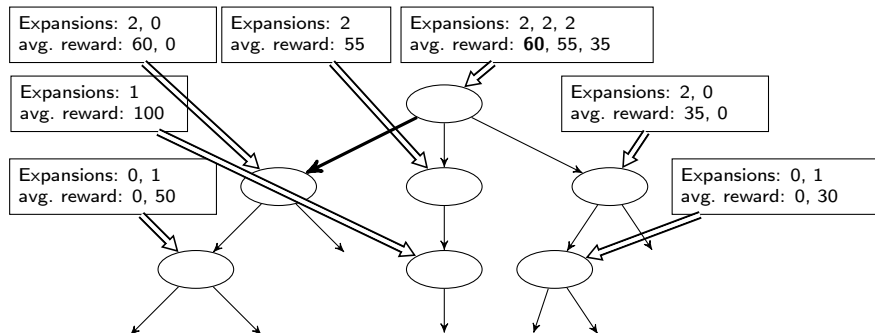 Expansions: 2, 0
avg. reward: 60, 0
Expansions: 2
avg. reward: 55
Expansions: 2, 2, 2
avg. reward: 60, 55, 35
Expansions: 1
avg. reward: 100
Expansions: 2, 0
avg. reward: 35, 0
Expansions: 0, 1
avg. reward: 0, 50
Expansions: 0, 1
avg. reward: 0, 30